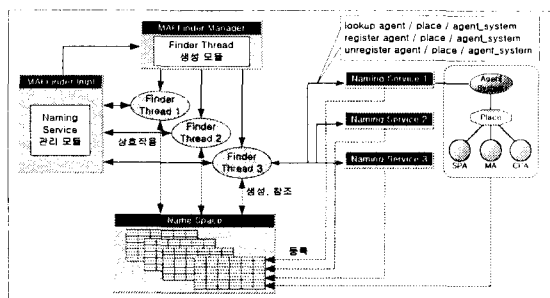 MAFFinder Manager
Finder Thread
생성 모듈
lookup agent / place / agent_system
register agent / place / agent_system
unregister agent / place / agent_system
MAFFinder Impl
Naming
Service
관리 모듈
Finder
Thread 1
Finder
Thread 2
Finder
Thread 3
상호작용
생성, 참조
Naming Service 1
Naming Service 2
Naming Service 3
Agent
System
Place
SPA
MA
Name Space
등록